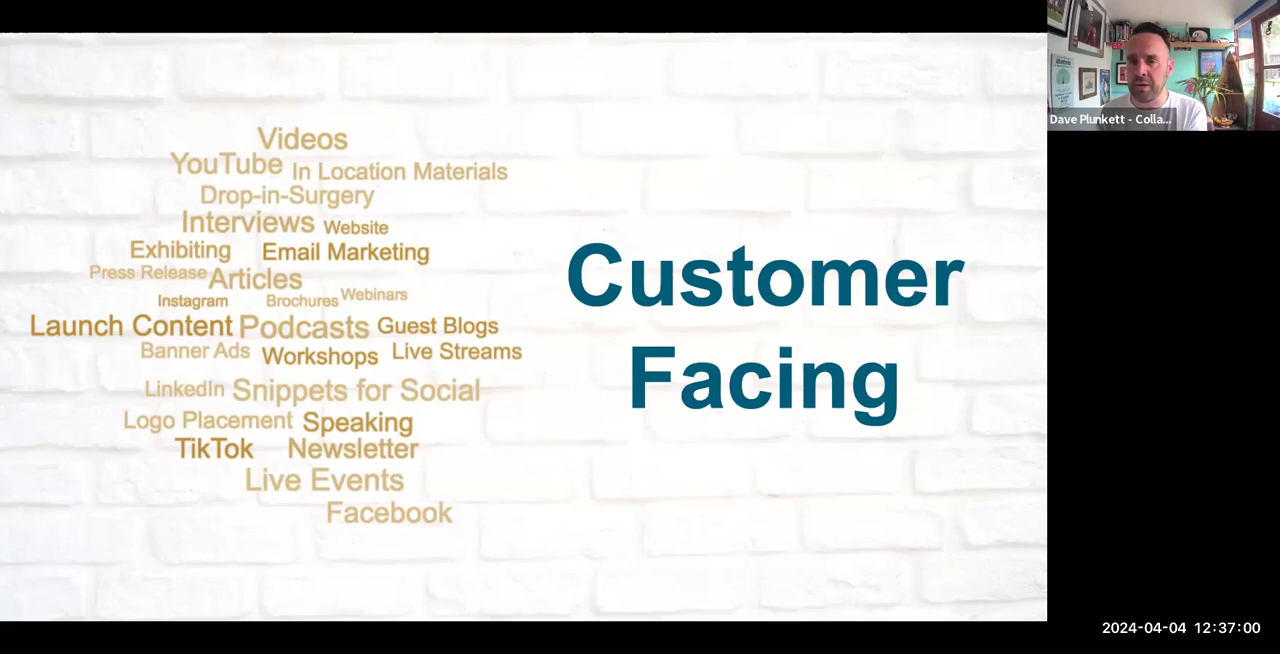 Videos
YouTube In Location Materials
Drop-in-Surgery
Interviews Website
Exhibiting Email Marketing
Press Release Articles
Instagram Brochures Webinars
Launch Content Podcasts Guest Blogs
Banner Ads Workshops Live Streams
LinkedIn Snippets for Social
Logo Placement Speaking
TikTok Newsletter
Live Events
Facebook
Customer
Facing
Dave Plunkett - Colla...
2024-04-04 12:37:00